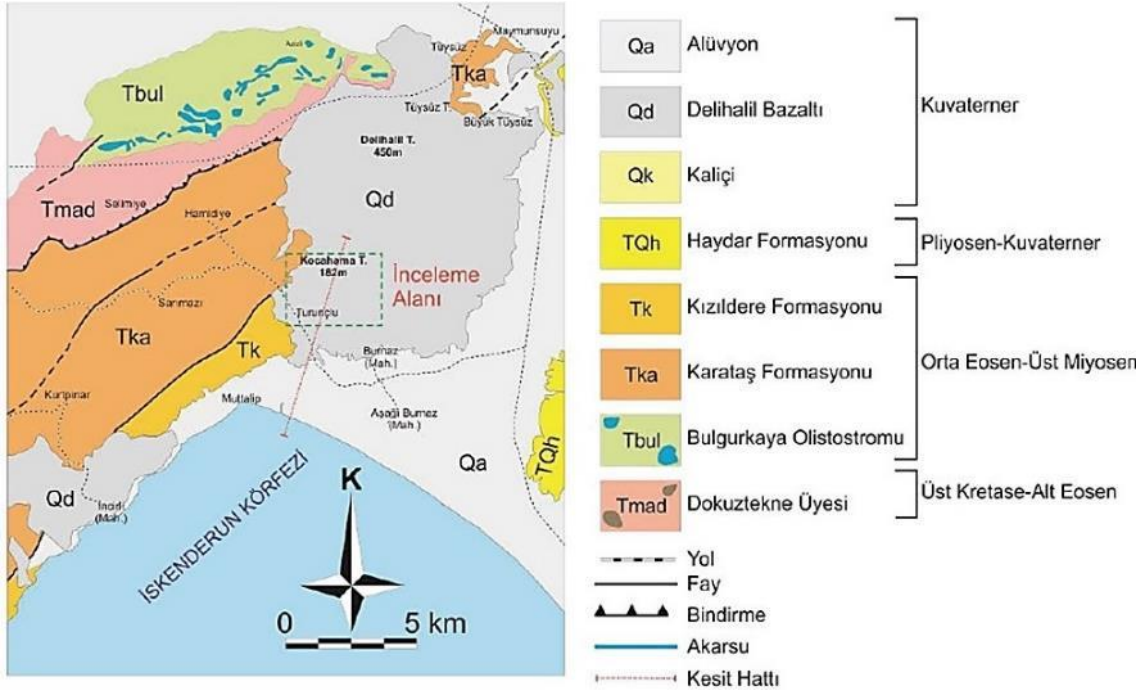 Tbul
Tmad
Selimiye
Hamidiye
Sarımazı
Tka
Kurtpınar
Qd
İncirli
(Mah.)
Tk
Muttalip
Tüysüz
Maymunsuyu
Tka
Tüysüz T.
Büyük Tüysüz
Delihalil T.
450m
Qd
Kocahama T.
182m
İnceleme
Alanı
Turunçlu
Burnaz
(Mah.)
Aşağı Burnaz
(Mah.)
Qa
TQh
İSKENDERUN KÖRFEZİ
K
0 5 km
Qa Alüvyon
Qd Delihalil Bazaltı
Qk Kaliçi
Kuvaterner
TQh Haydar Formasyonu
Pliyosen-Kuvaterner
Tk Kızıldere Formasyonu
Tka Karataş Formasyonu
Tbul Bulgurkaya Olistostromu
Orta Eosen-Üst Miyosen
Tmad Dokuztekne Üyesi
Üst Kretase-Alt Eosen
Yol
Fay
Bindirme
Akarsu
Kesit Hattı